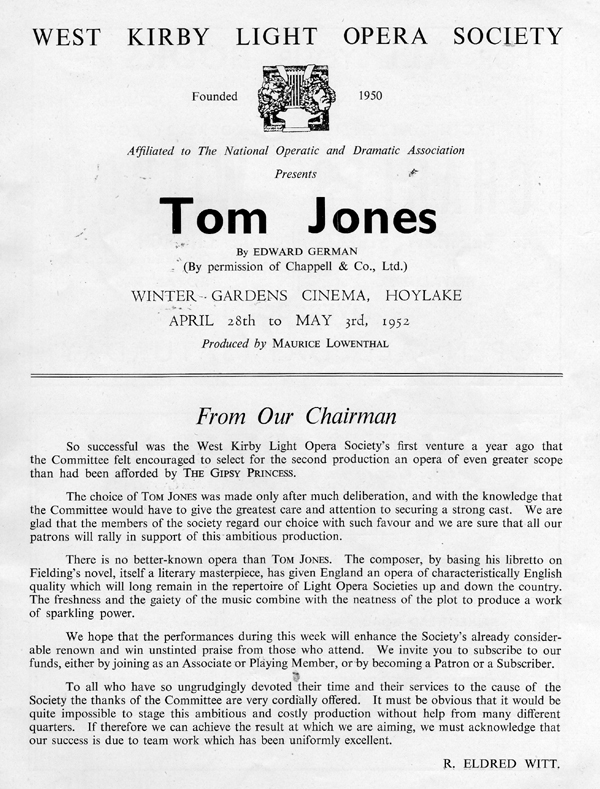 WEST KIRBY LIGHT OPERA SOCIETY
Founded 1950
Affiliated to The National Operatic and Dramatic Association
Presents
Tom Jones
By EDWARD GERMAN
(By permission of Chappell & Co., Ltd.)
WINTER GARDENS CINEMA, HOYLAKE
APRIL 28th to MAY 3rd, 1952
Produced by MAURICE LOWENTHAL
From Our Chairman
So successful was the West Kirby Light Opera Society's first venture a year ago that
the Committee felt encouraged to select for the second production an opera of even greater scope
than had been afforded by THE GIPSY PRINCESS.
The choice of TOM JONES was made only after much deliberation, and with the knowledge that
the Committee would have to give the greatest care and attention to securing a strong cast. We are
glad that the members of the society regard our choice with such favour and we are sure that all our
patrons will rally in support of this ambitious production.
There is no better-known opera than TOM JONES. The composer, by basing his libretto on
Fielding's novel, itself a literary masterpiece, has given England an opera of characteristically English
quality which will long remain in the repertoire of Light Opera Societies up and down the country.
The freshness and the gaiety of the music combine with the neatness of the plot to produce a work
of sparkling power.
We hope that the performances during this week will enhance the Society's already consider-
able renown and win unstinted praise from those who attend. We invite you to subscribe to our
funds, either by joining as an Associate or Playing Member, or by becoming a Patron or a Subscriber.
To all who have so ungrudgingly devoted their time and their services to the cause of the
Society the thanks of the Committee are very cordially offered. It must be obvious that it would be
quite impossible to stage this ambitious and costly production without help from many different
quarters. If therefore we can achieve the result at which we are aiming, we must acknowledge that
our success is due to team work which has been uniformly excellent.
R. ELDRED WITT.